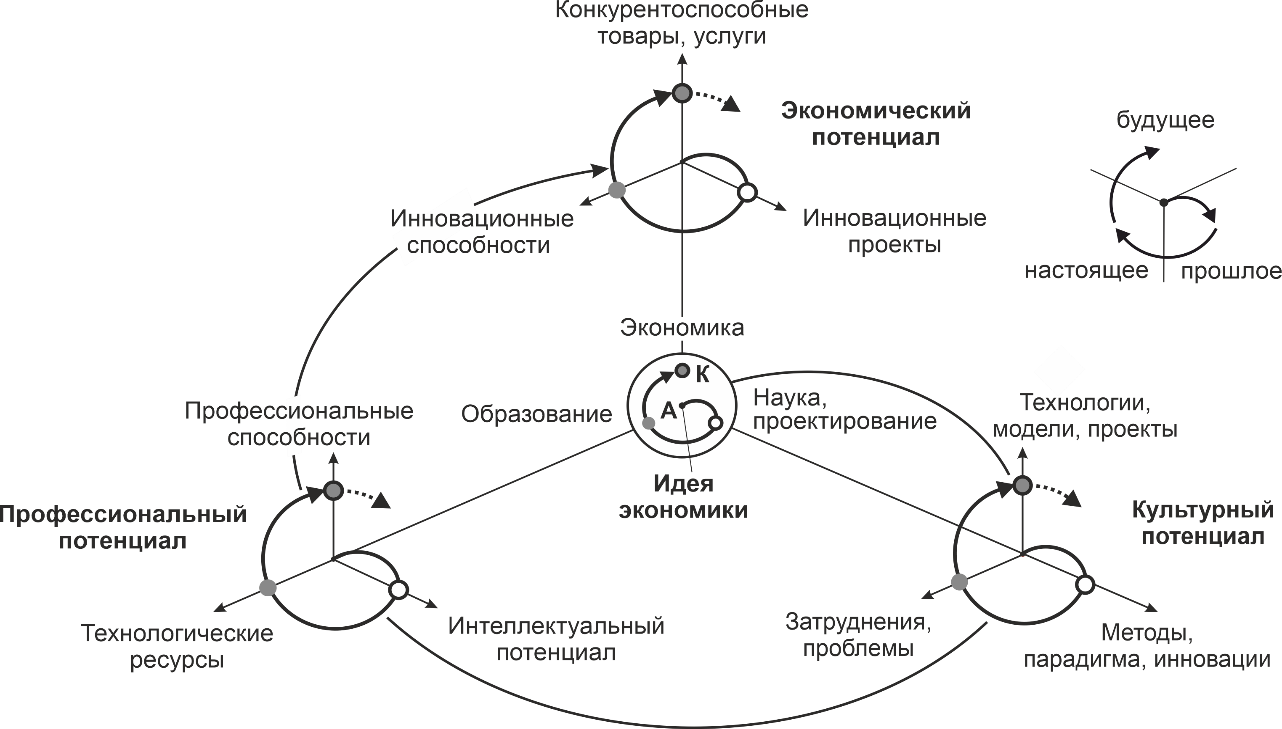 Конкурентоспособные
товары, услуги
Экономический
потенциал
Инновационные
способности
Инновационные
проекты
будущее
настоящее
прошлое
Экономика
К
А
Образование
Наука,
проектирование
Идея
экономики
Профессиональные
способности
Профессиональный
потенциал
Технологические
ресурсы
Интеллектуальный
потенциал
Технологии,
модели, проекты
Культурный
потенциал
Затруднения,
проблемы
Методы,
парадигма, инновации